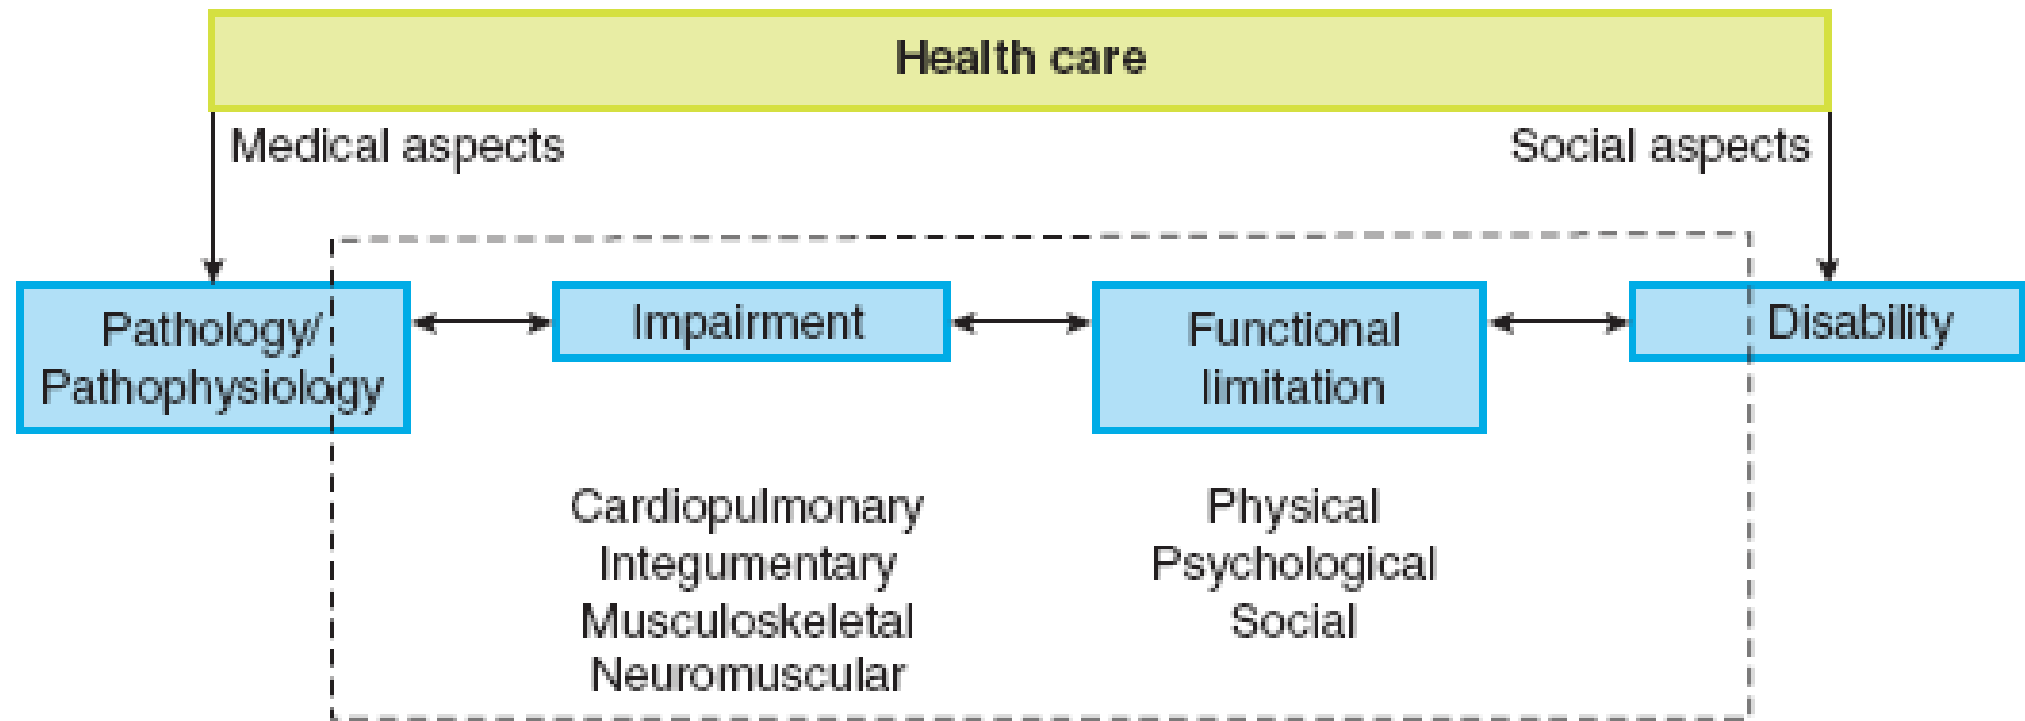 Health care
Medical aspects
Social aspects
Pathology/
Pathophysiology
Impairment
Functional
limitation
Disability
Cardiopulmonary
Integumentary
Musculoskeletal
Neuromuscular
Physical
Psychological
Social